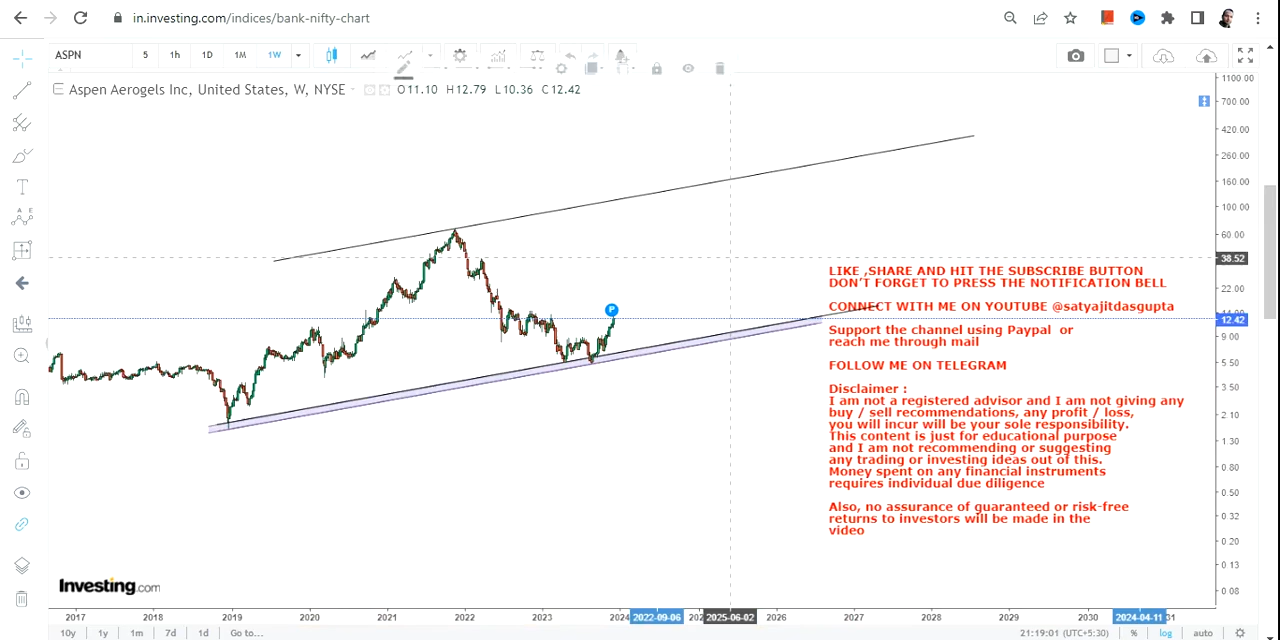 in.investing.com/indices/bank-nifty-chart
ASPN 5 1h 1D 1M 1W
Aspen Aerogels Inc, United States, W, NYSE O11.10 H12.79 L10.36 C12.42
1100.00
700.00
420.00
260.00
160.00
100.00
60.00
38.52
22.00
12.42
9.00
5.50
3.50
2.10
1.30
0.80
0.50
0.32
0.20
0.13
0.08
P
LIKE ,SHARE AND HIT THE SUBSCRIBE BUTTON
DON'T FORGET TO PRESS THE NOTIFICATION BELL
CONNECT WITH ME ON YOUTUBE @satyajitdasgupta
Support the channel using Paypal or
reach me through mail
FOLLOW ME ON TELEGRAM
Disclaimer :
I am not a registered advisor and I am not giving any
buy / sell recommendations, any profit / loss,
you will incur will be your sole responsibility.
This content is just for educational purpose
and I am not recommending or suggesting
any trading or investing ideas out of this.
Money spent on any financial instruments
requires individual due diligence
Also, no assurance of guaranteed or risk-free
returns to investors will be made in the
video
Investing.com
2017 2018 2019 2020 2021 2022 2023 2024 2022-09-06 2025-06-02 2026 2027 2028 2029 2030 2024-04-11 31
10y 1y 1m 7d 1d Go to... 21:19:01 (UTC+5:30) % log auto